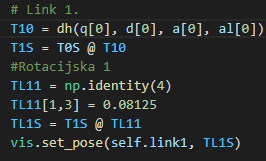 # Link 1.
T10 = dh(q[0], d[0], a[0], al[0])
T1S = T0S @ T10
#Rotacijska 1
TL11 = np.identity(4)
TL11[1,3] = 0.08125
TL1S = T1S @ TL11
vis.set_pose(self.link1, TL1S)